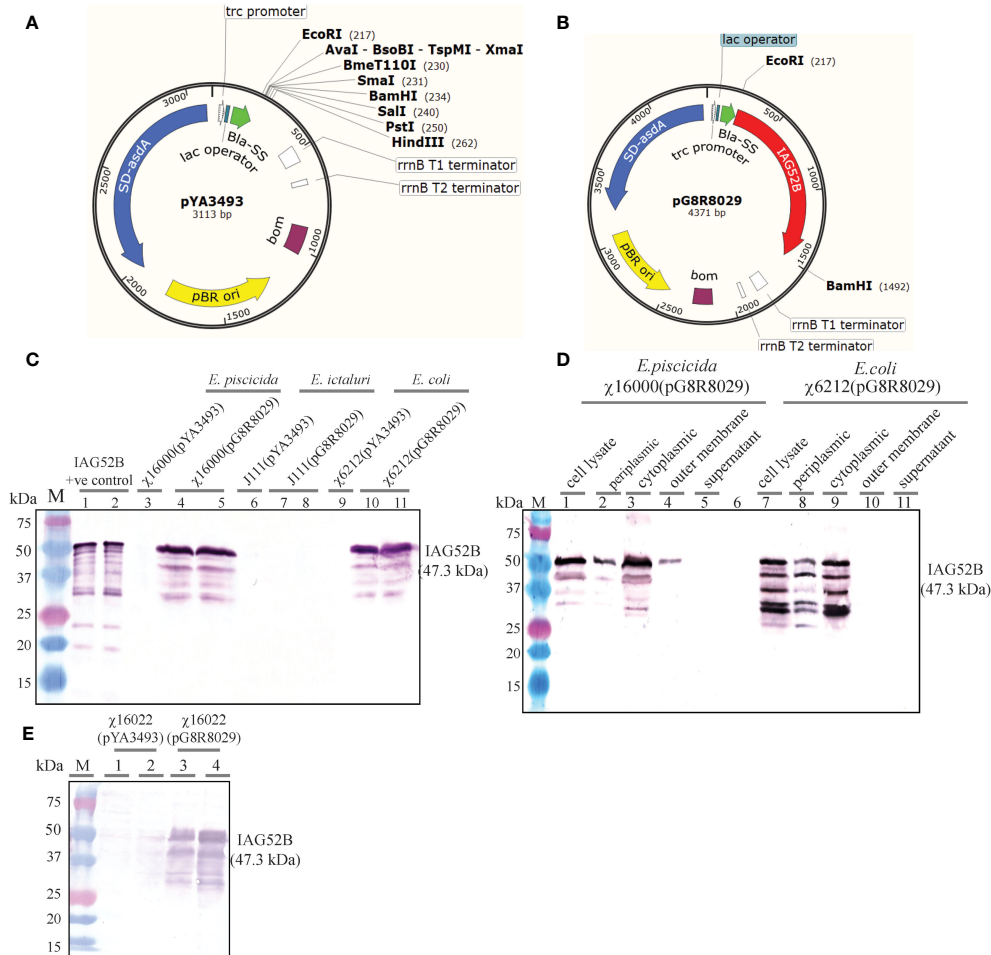 A
trc promoter
EcoRI (217)
AvaI - BsoBI - TspMI - XmaI
BmeT110I (230)
SmaI (231)
BamHI (234)
SalI (240)
PstI (250)
HindIII (262)
rrnB T1 terminator
rrnB T2 terminator
3000
500
1000
1500
2000
2500
SD-asdA
lac operator
Bla-SS
bom
pBR ori
pYA3493
3113 bp
B
lac operator
EcoRI (217)
4000
500
1000
1500
2000
2500
3000
3500
SD-asdA
Bla-SS
trc promoter
IAG52B
pG8R8029
4371 bp
pBR ori
bom
BamHI (1492)
rrnB T1 terminator
rrnB T2 terminator
C
E. piscicida
E. ictaluri
E. coli
IAG52B
+ve control
χ16000(pYA3493)
χ16000(pG8R8029)
J111(pYA3493)
J111(pG8R8029)
χ6212(pYA3493)
χ6212(pG8R8029)
kDa M 1 2 3 4 5 6 7 8 9 10 11
75
50
37
25
20
15
IAG52B
(47.3 kDa)
D
E.piscicida
χ16000(pG8R8029)
E.coli
χ6212(pG8R8029)
cell lysate
periplasmic
cytoplasmic
outer membrane
supernatant
cell lysate
periplasmic
cytoplasmic
outer membrane
supernatant
kDa M 1 2 3 4 5 6 7 8 9 10 11
75
50
37
25
20
15
IAG52B
(47.3 kDa)
E
χ16022
(pYA3493)
χ16022
(pG8R8029)
kDa M 1 2 3 4
75
50
37
25
20
15
IAG52B
(47.3 kDa)